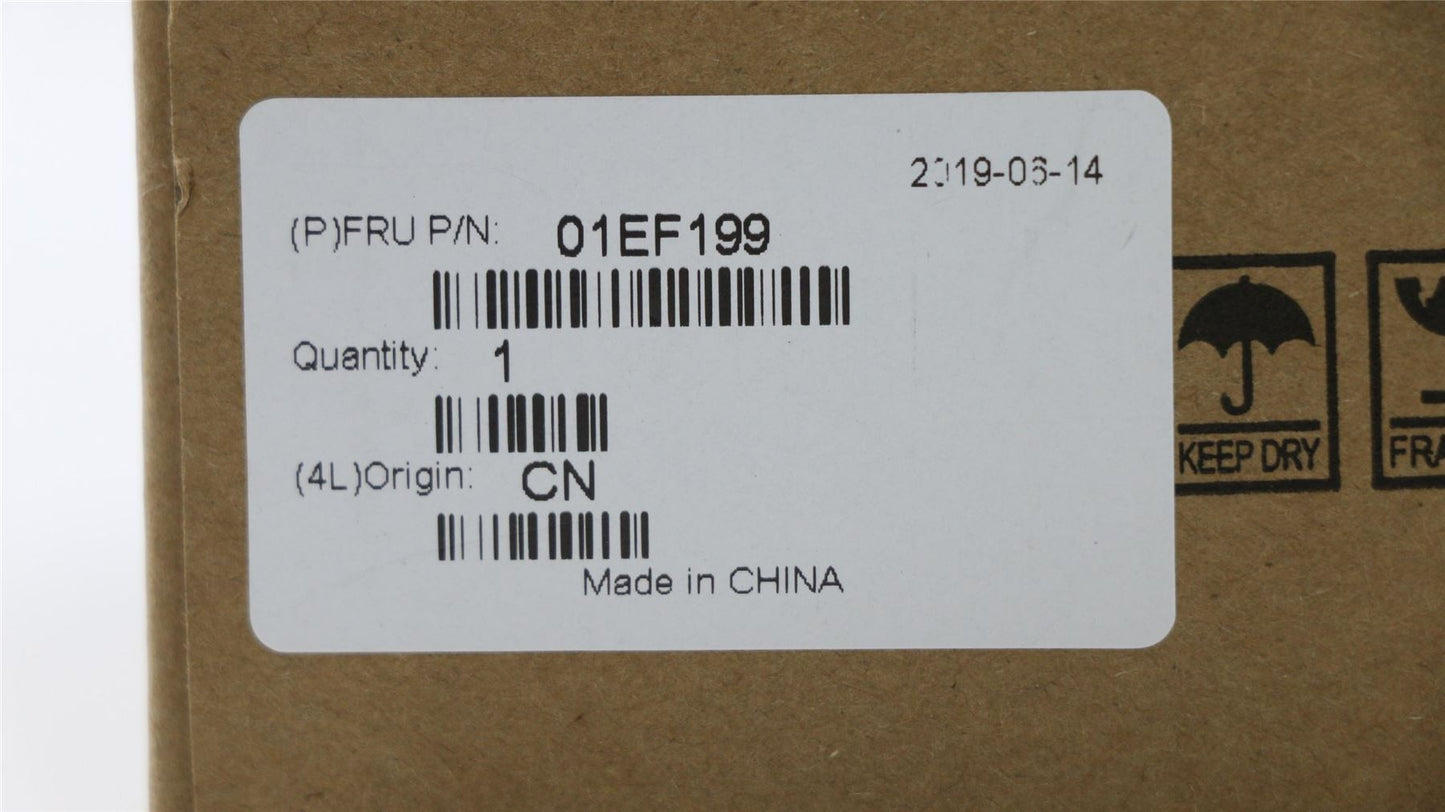 2019-06-14
(P)FRU P/N: 01EF199
Quantity: 1
(4L)Origin: CN
Made in CHINA
KEEP DRY